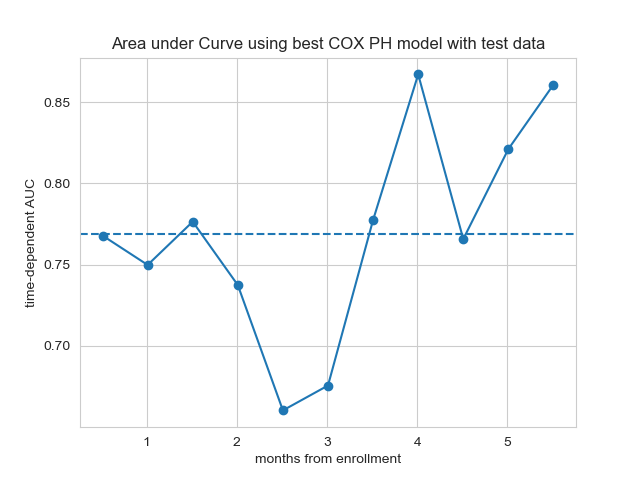 Area under Curve using best COX PH model with test data
time-dependent AUC
0.85
0.80
0.75
0.70
1 2 3 4 5
months from enrollment